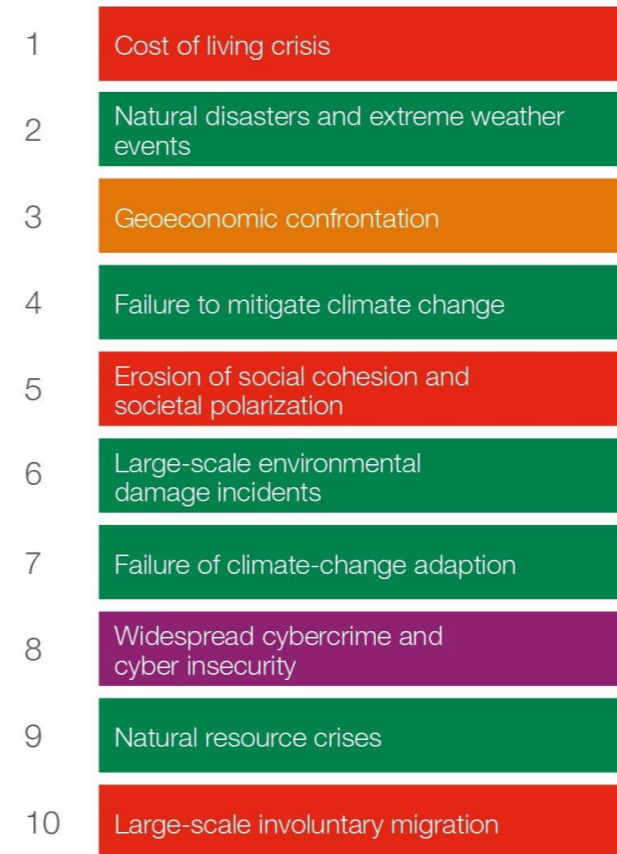 1
Cost of living crisis
2
Natural disasters and extreme weather
events
3
Geoeconomic confrontation
4
Failure to mitigate climate change
5
Erosion of social cohesion and
societal polarization
6
Large-scale environmental
damage incidents
7
Failure of climate-change adaption
8
Widespread cybercrime and
cyber insecurity
9
Natural resource crises
10
Large-scale involuntary migration